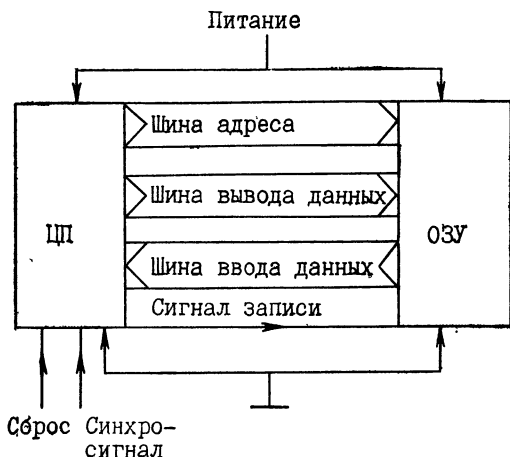 Питание
Шина адреса
Шина вывода данных
ЦП
ОЗУ
Шина ввода данных
Сигнал записи
Сброс
Синхро-
сигнал